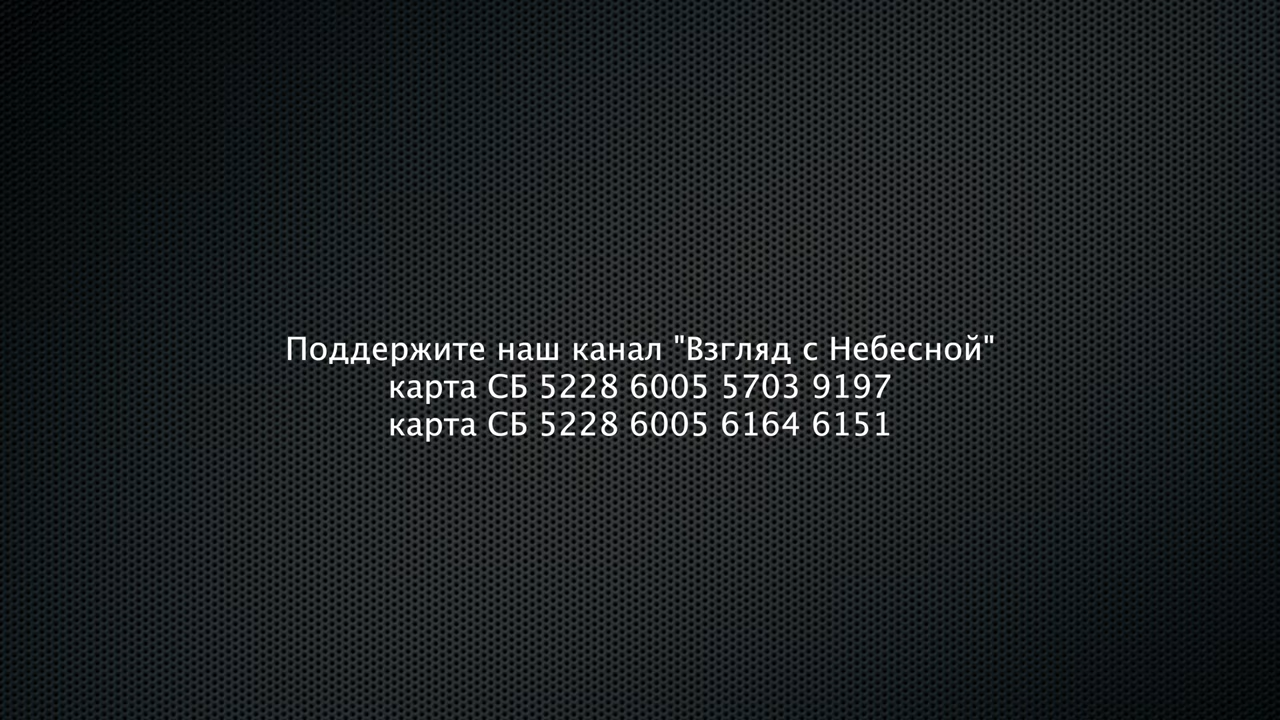 Поддержите наш канал "Взгляд с Небесной"
карта СБ 5228 6005 5703 9197
карта СБ 5228 6005 6164 6151